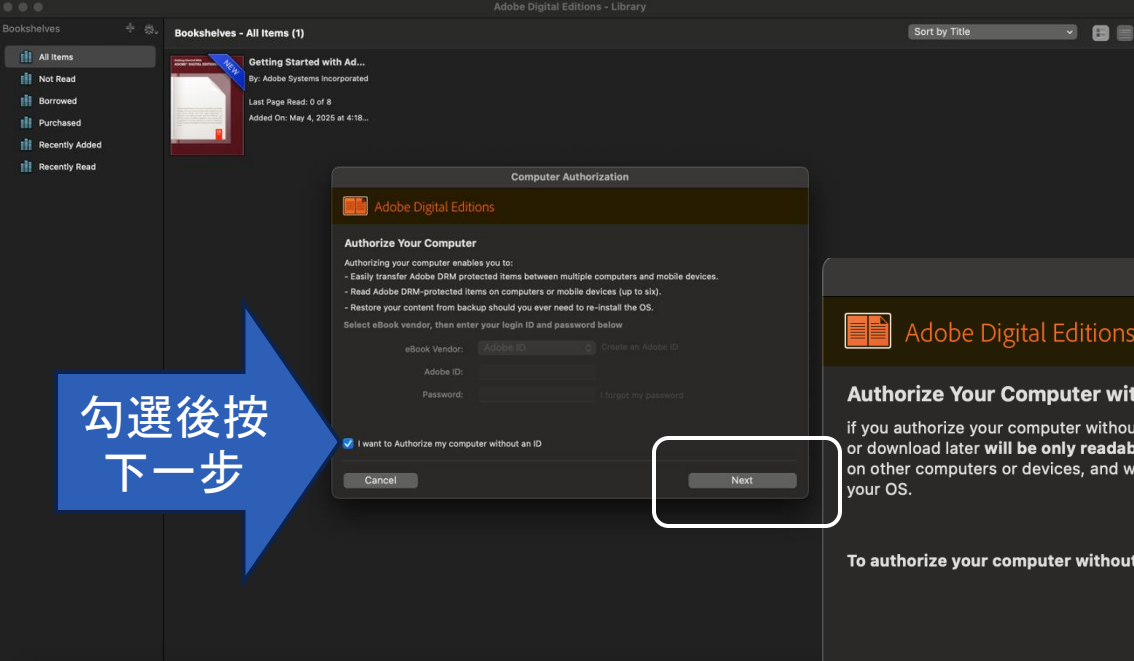 Adobe Digital Editions - Library
Bookshelves
All Items
Not Read
Borrowed
Purchased
Recently Added
Recently Read
Bookshelves - All Items (1)
Sort by Title
NEW
Getting Started with Ad...
By: Adobe Systems Incorporated
Last Page Read: 0 of 8
Added On: May 4, 2025 at 4:18...
Computer Authorization
Adobe Digital Editions
Authorize Your Computer
Authorizing your computer enables you to:
- Easily transfer Adobe DRM protected items between multiple computers and mobile devices.
- Read Adobe DRM-protected items on computers or mobile devices (up to six).
- Restore your content from backup should you ever need to re-install the OS.
Select eBook vendor, then enter your login ID and password below
eBook Vendor: Adobe ID Create an Adobe ID
Adobe ID:
Password: I forgot my password
I want to Authorize my computer without an ID
Cancel Next
勾選後按
下一步
Adobe Digital Editions
Authorize Your Computer wit
if you authorize your computer withou
or download later will be only readab
on other computers or devices, and w
your OS.
To authorize your computer without